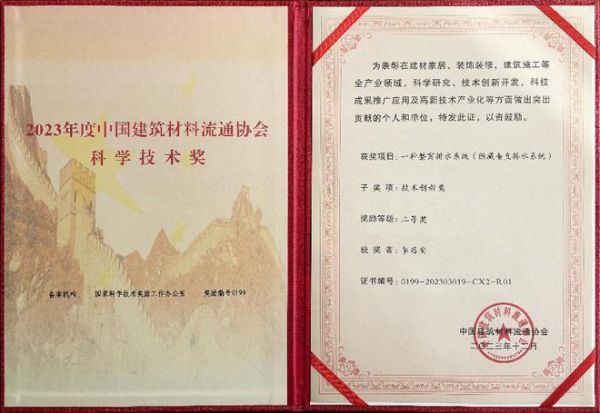 2023年度中国建筑材料流通协会
科学技术奖
备案机构 国家科学技术奖励工作办公室 奖励编号0199
为表彰在建材家居、装饰装修、建筑施工等
全产业领域，科学研究、技术创新开发、科技
成果推广应用及高新技术产业化等方面做出突出
贡献的个人和单位，特发此证，以资鼓励。
获奖项目：一种整窗排水系统（隐藏垂直排水系统）
子奖项：技术创新类
奖励等级：二等奖
获奖者：
证书编号：0199-202303019-CX2-R01
中国建筑材料流通协会
二〇二三年十二月